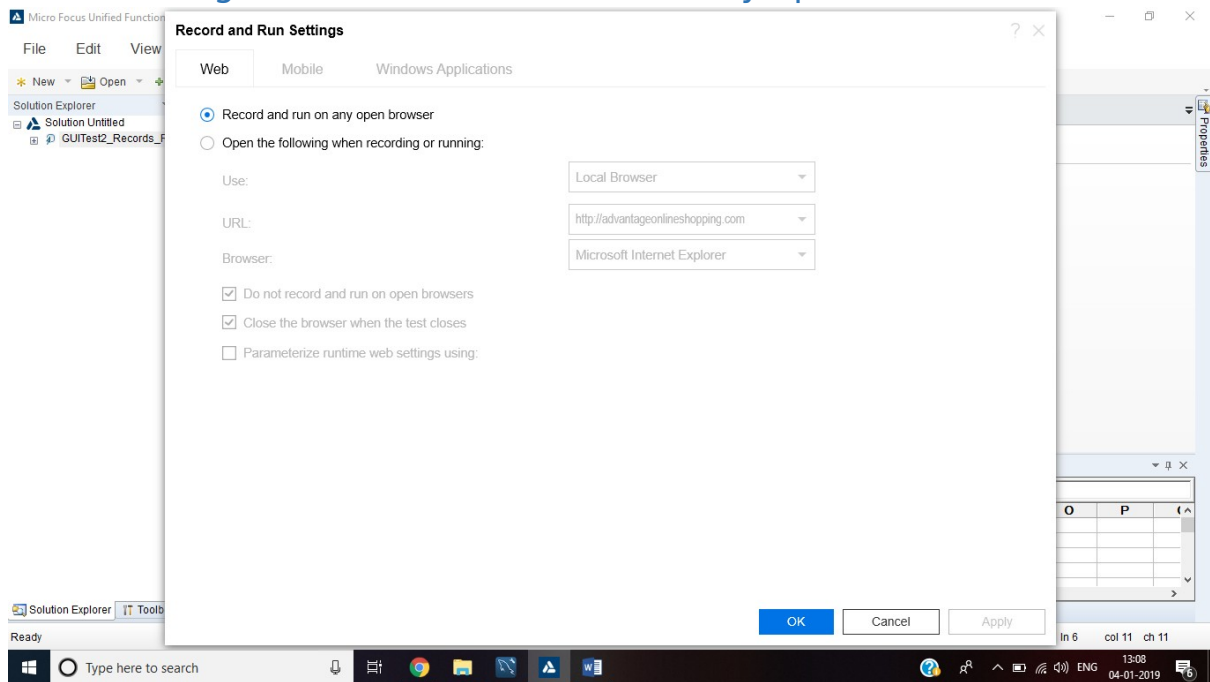 Micro Focus Unified Function
Record and Run Settings
File Edit View
Web Mobile Windows Applications
New Open
Solution Explorer
Record and run on any open browser
Solution Untitled
GUITest2_Records_
Open the following when recording or running:
Properties
Use: Local Browser
URL: http://advantageonlineshopping.com
Browser: Microsoft Internet Explorer
Do not record and run on open browsers
Close the browser when the test closes
Parameterize runtime web settings using:
O P
Solution Explorer Toolb
OK Cancel Apply
Ready ln 6 col 11 ch 11
Type here to search ENG 13:08
04-01-2019 6